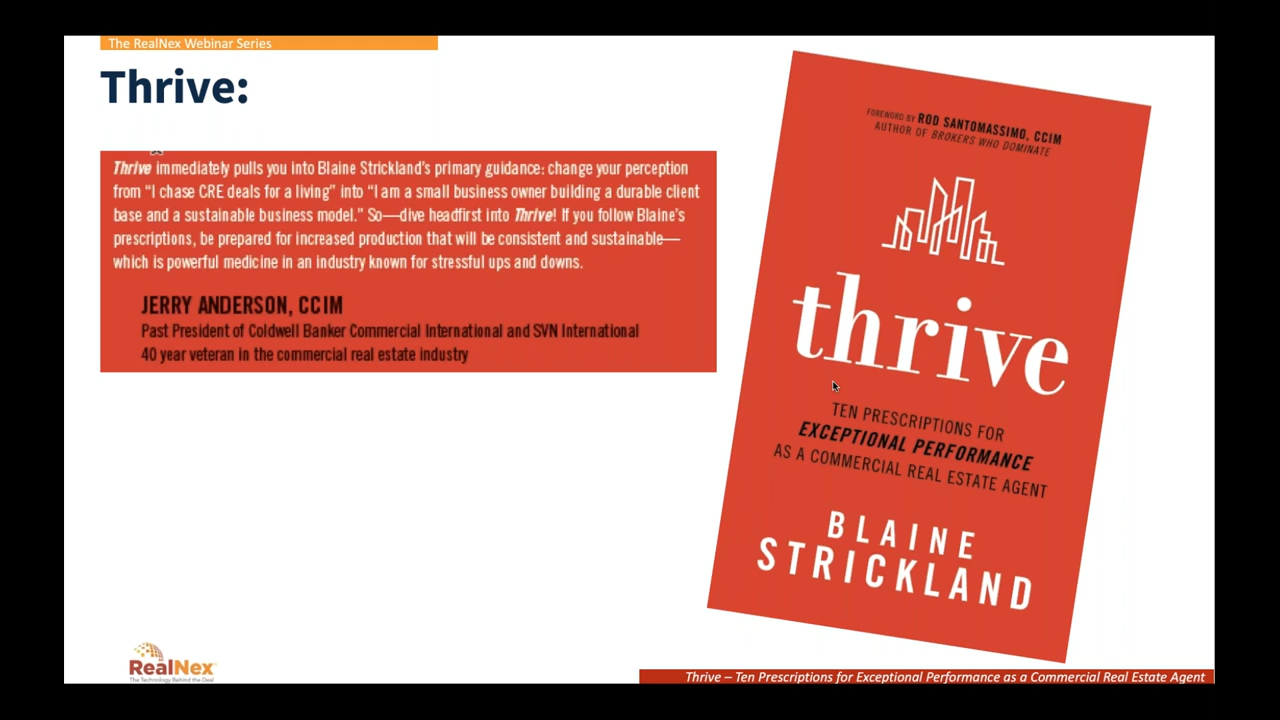 The RealNex Webinar Series
Thrive:
Thrive immediately pulls you into Blaine Strickland's primary guidance: change your perception
from “I chase CRE deals for a living” into “I am a small business owner building a durable client
base and a sustainable business model.” So—dive headfirst into Thrive! If you follow Blaine's
prescriptions, be prepared for increased production that will be consistent and sustainable—
which is powerful medicine in an industry known for stressful ups and downs.
JERRY ANDERSON, CCIM
Past President of Coldwell Banker Commercial International and SVN International
40 year veteran in the commercial real estate industry
FOREWORD BY ROD SANTOMASSIMO, CCIM
AUTHOR OF BROKERS WHO DOMINATE
thrive
TEN PRESCRIPTIONS FOR
EXCEPTIONAL PERFORMANCE
AS A COMMERCIAL REAL ESTATE AGENT
BLAINE
STRICKLAND
RealNex
The Technology Behind the Deal
Thrive – Ten Prescriptions for Exceptional Performance as a Commercial Real Estate Agent